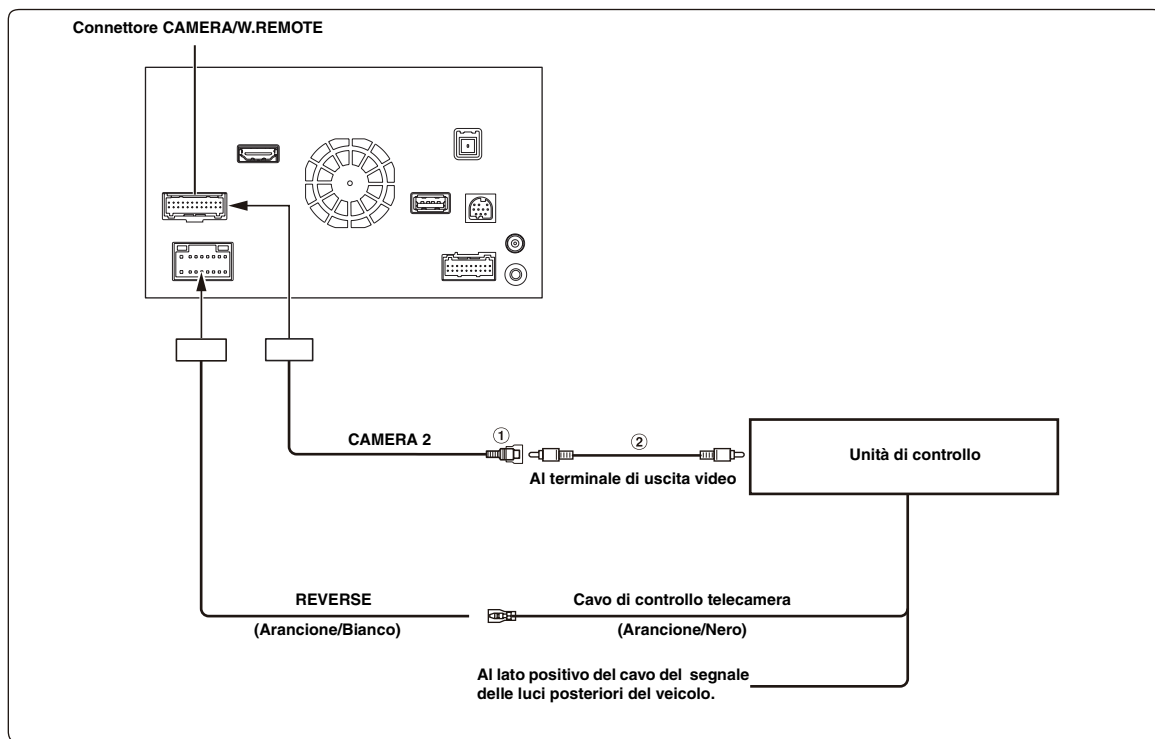 Connettore CAMERA/W.REMOTE
CAMERA 2
①
②
Al terminale di uscita video
Unità di controllo
REVERSE
(Arancione/Bianco)
Cavo di controllo telecamera
(Arancione/Nero)
Al lato positivo del cavo del segnale
delle luci posteriori del veicolo.